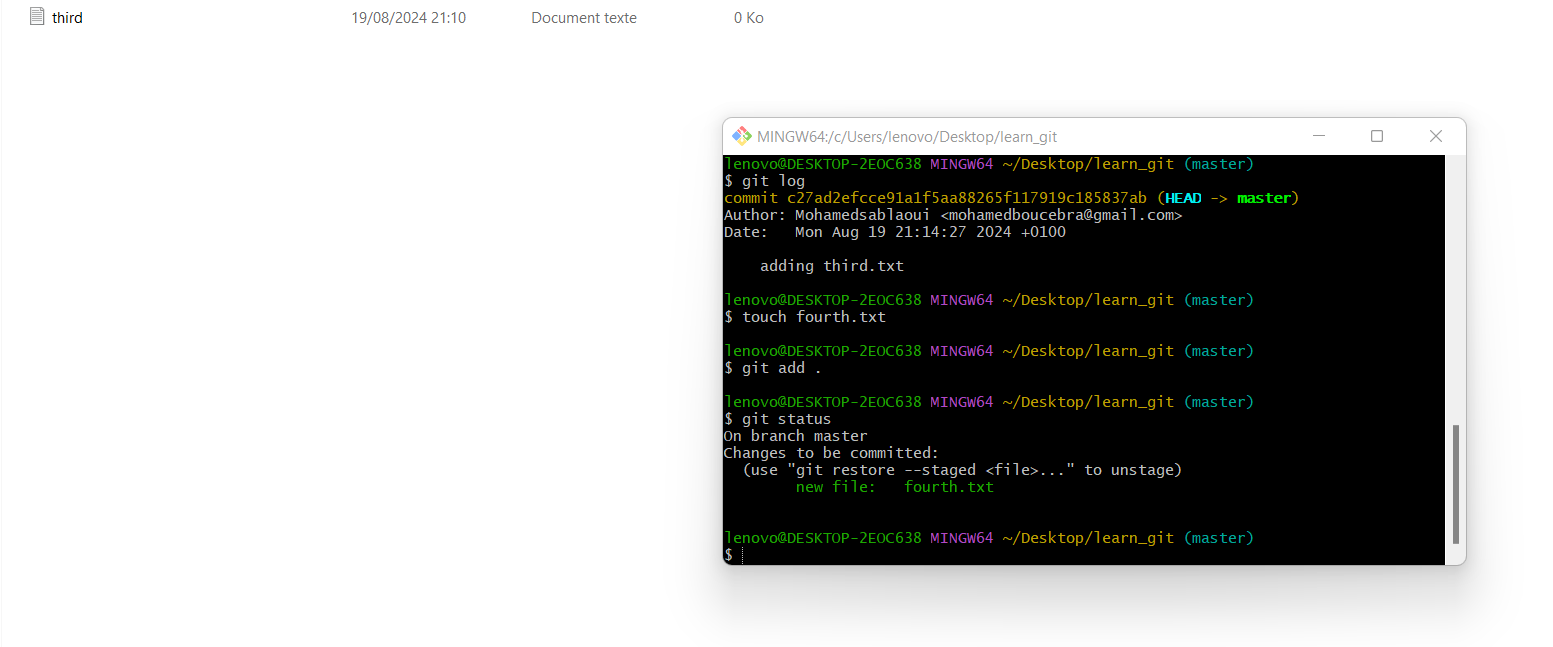 third 19/08/2024 21:10 Document texte 0 Ko
MINGW64:/c/Users/lenovo/Desktop/learn_git
lenovo@DESKTOP-2EOC638 MINGW64 ~/Desktop/learn_git (master)
$ git log
commit c27ad2efcce91a1f5aa88265f117919c185837ab (HEAD -> master)
Author: Mohamedsablaoui <mohamedboucebra@gmail.com>
Date:   Mon Aug 19 21:14:27 2024 +0100
    adding third.txt
lenovo@DESKTOP-2EOC638 MINGW64 ~/Desktop/learn_git (master)
$ touch fourth.txt
lenovo@DESKTOP-2EOC638 MINGW64 ~/Desktop/learn_git (master)
$ git add .
lenovo@DESKTOP-2EOC638 MINGW64 ~/Desktop/learn_git (master)
$ git status
On branch master
Changes to be committed:
  (use "git restore --staged <file>..." to unstage)
        new file:   fourth.txt
lenovo@DESKTOP-2EOC638 MINGW64 ~/Desktop/learn_git (master)
$